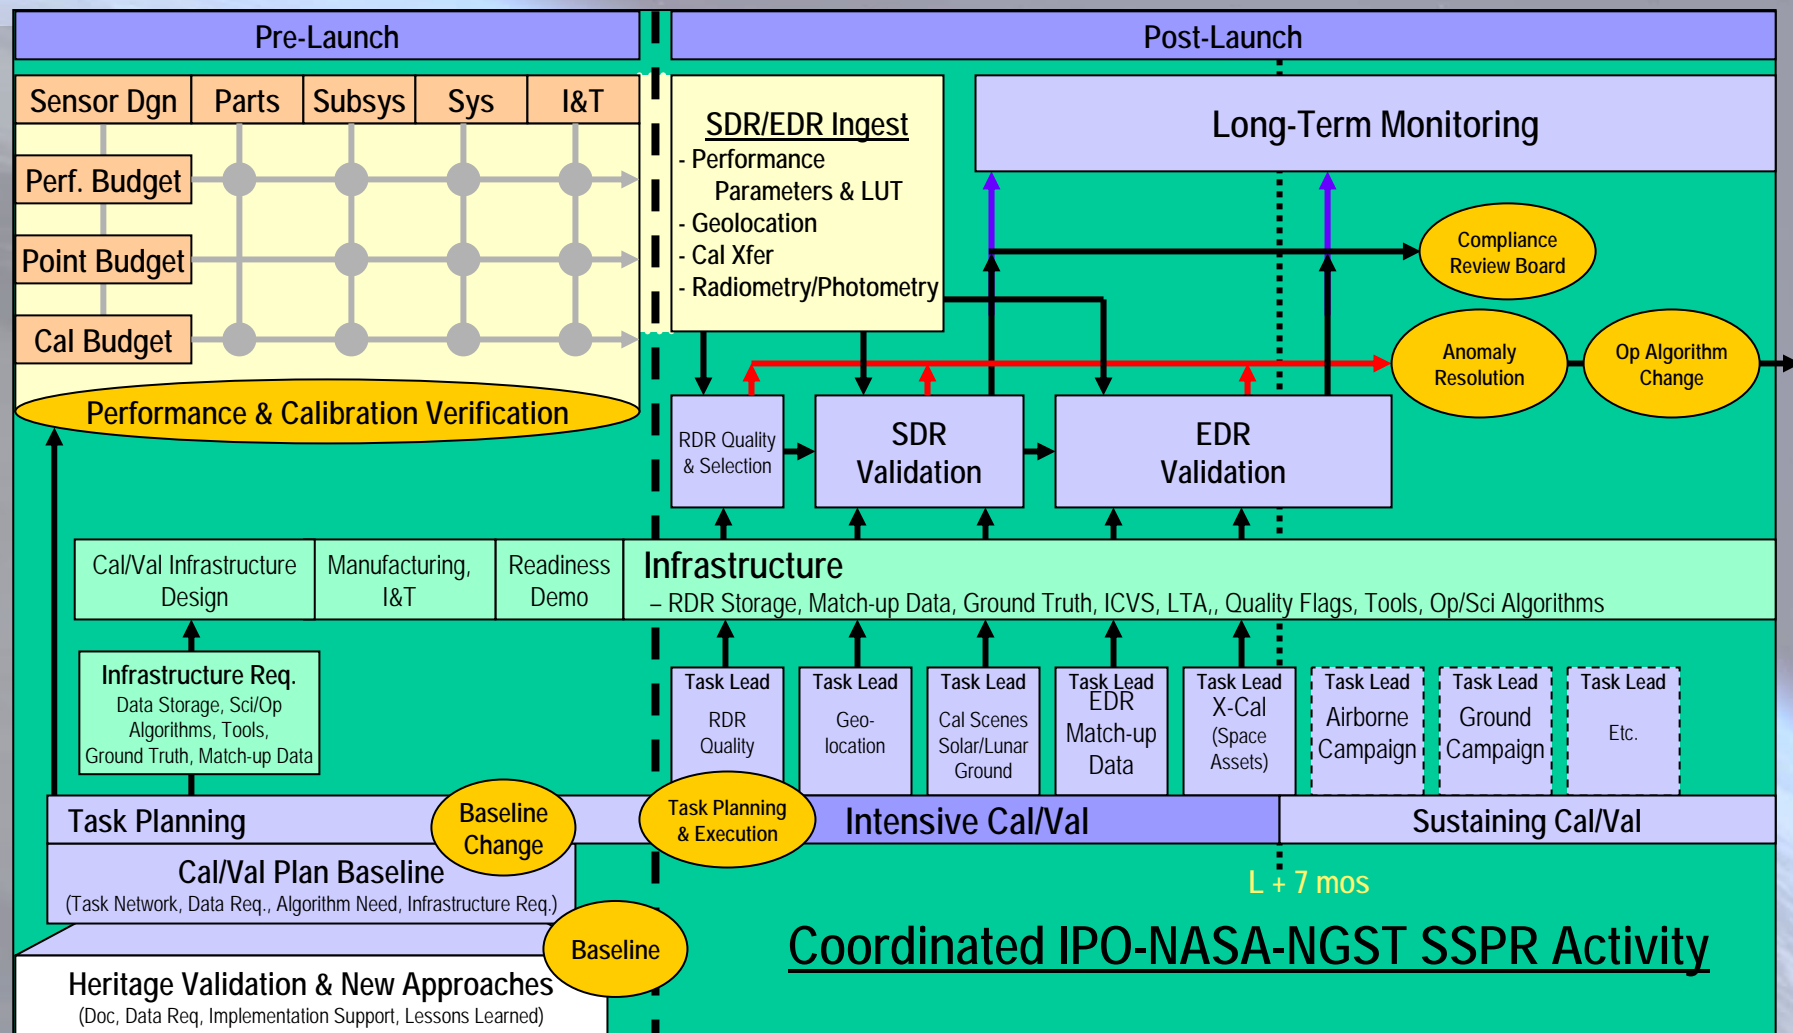 Pre-Launch
Post-Launch
Sensor Dgn
Parts
Subsys
Sys
I&T
Perf. Budget
Point Budget
Cal Budget
Performance & Calibration Verification
SDR/EDR Ingest
- Performance
Parameters & LUT
- Geolocation
- Cal Xfer
- Radiometry/Photometry
Long-Term Monitoring
Compliance
Review Board
Anomaly
Resolution
Op Algorithm
Change
RDR Quality
& Selection
SDR
Validation
EDR
Validation
Cal/Val Infrastructure
Design
Manufacturing,
I&T
Readiness
Demo
Infrastructure
– RDR Storage, Match-up Data, Ground Truth, ICVS, LTA,, Quality Flags, Tools, Op/Sci Algorithms
Infrastructure Req.
Data Storage, Sci/Op
Algorithms, Tools,
Ground Truth, Match-up Data
Task Lead
RDR
Quality
Task Lead
Geo-
location
Task Lead
Cal Scenes
Solar/Lunar
Ground
Task Lead
EDR
Match-up
Data
Task Lead
X-Cal
(Space
Assets)
Task Lead
Airborne
Campaign
Task Lead
Ground
Campaign
Task Lead
Etc.
Task Planning
Baseline
Change
Task Planning
& Execution
Intensive Cal/Val
Sustaining Cal/Val
Cal/Val Plan Baseline
(Task Network, Data Req., Algorithm Need, Infrastructure Req.)
L + 7 mos
Baseline
Coordinated IPO-NASA-NGST SSPR Activity
Heritage Validation & New Approaches
(Doc, Data Req, Implementation Support, Lessons Learned)